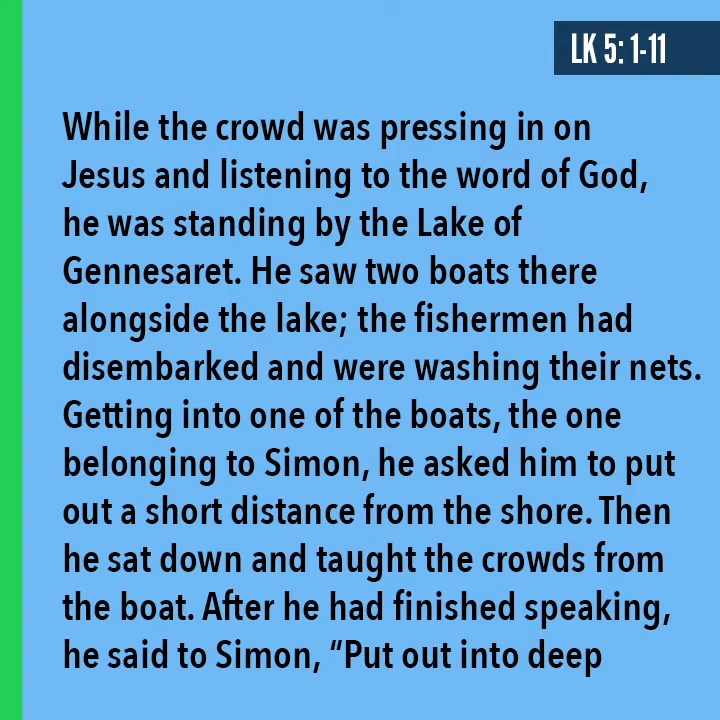 LK 5: 1-11
While the crowd was pressing in on
Jesus and listening to the word of God,
he was standing by the Lake of
Gennesaret. He saw two boats there
alongside the lake; the fishermen had
disembarked and were washing their nets.
Getting into one of the boats, the one
belonging to Simon, he asked him to put
out a short distance from the shore. Then
he sat down and taught the crowds from
the boat. After he had finished speaking,
he said to Simon, “Put out into deep